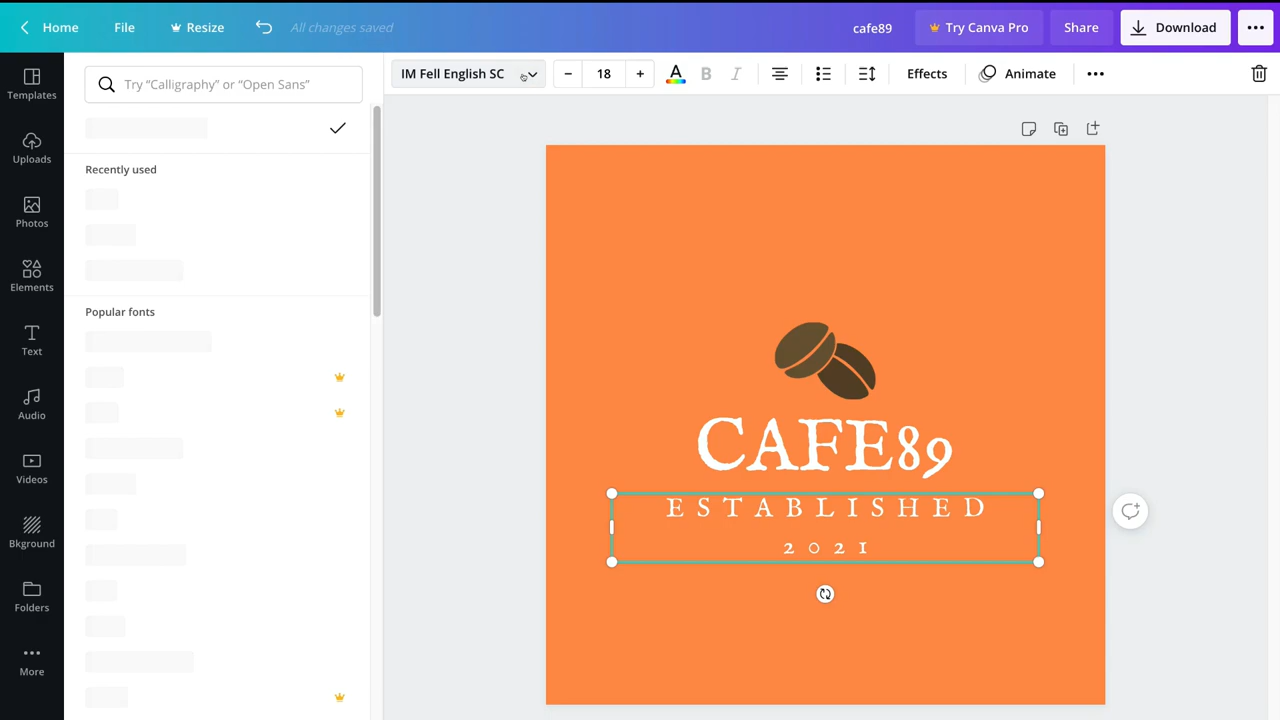 Home File Resize All changes saved cafe89 Try Canva Pro Share Download
Templates
Uploads
Photos
Elements
Text
Audio
Videos
Bkground
Folders
More
Try “Calligraphy” or “Open Sans”
Recently used
Popular fonts
IM Fell English SC 18 A B I Effects Animate
CAFE89
ESTABLISHED
2021